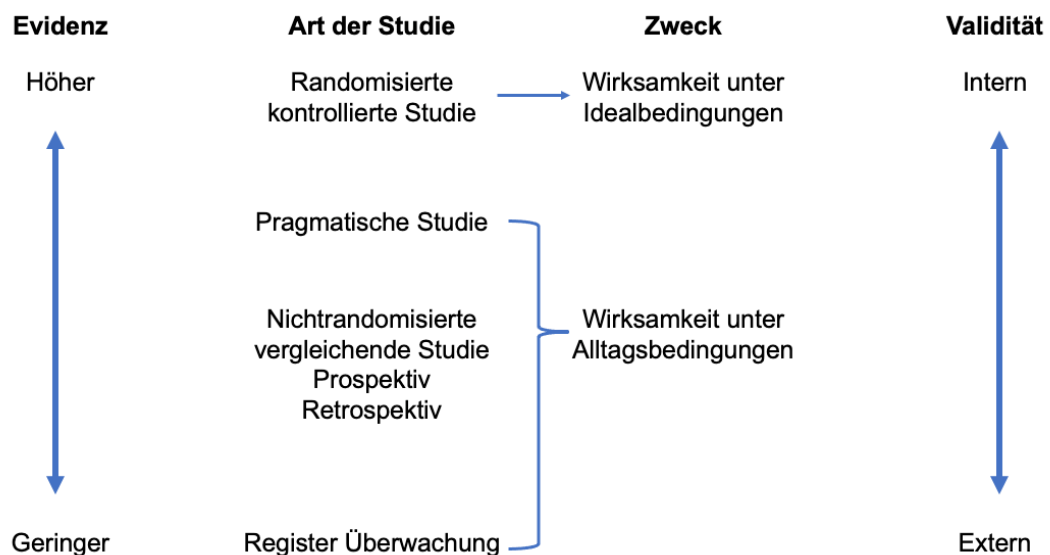 Evidenz Art der Studie Zweck Validität
Höher Randomisierte Wirksamkeit unter Intern
kontrollierte Studie Idealbedingungen
Pragmatische Studie
Nichtrandomisierte Wirksamkeit unter
vergleichende Studie Alltagsbedingungen
Prospektiv
Retrospektiv
Geringer Register Überwachung Extern